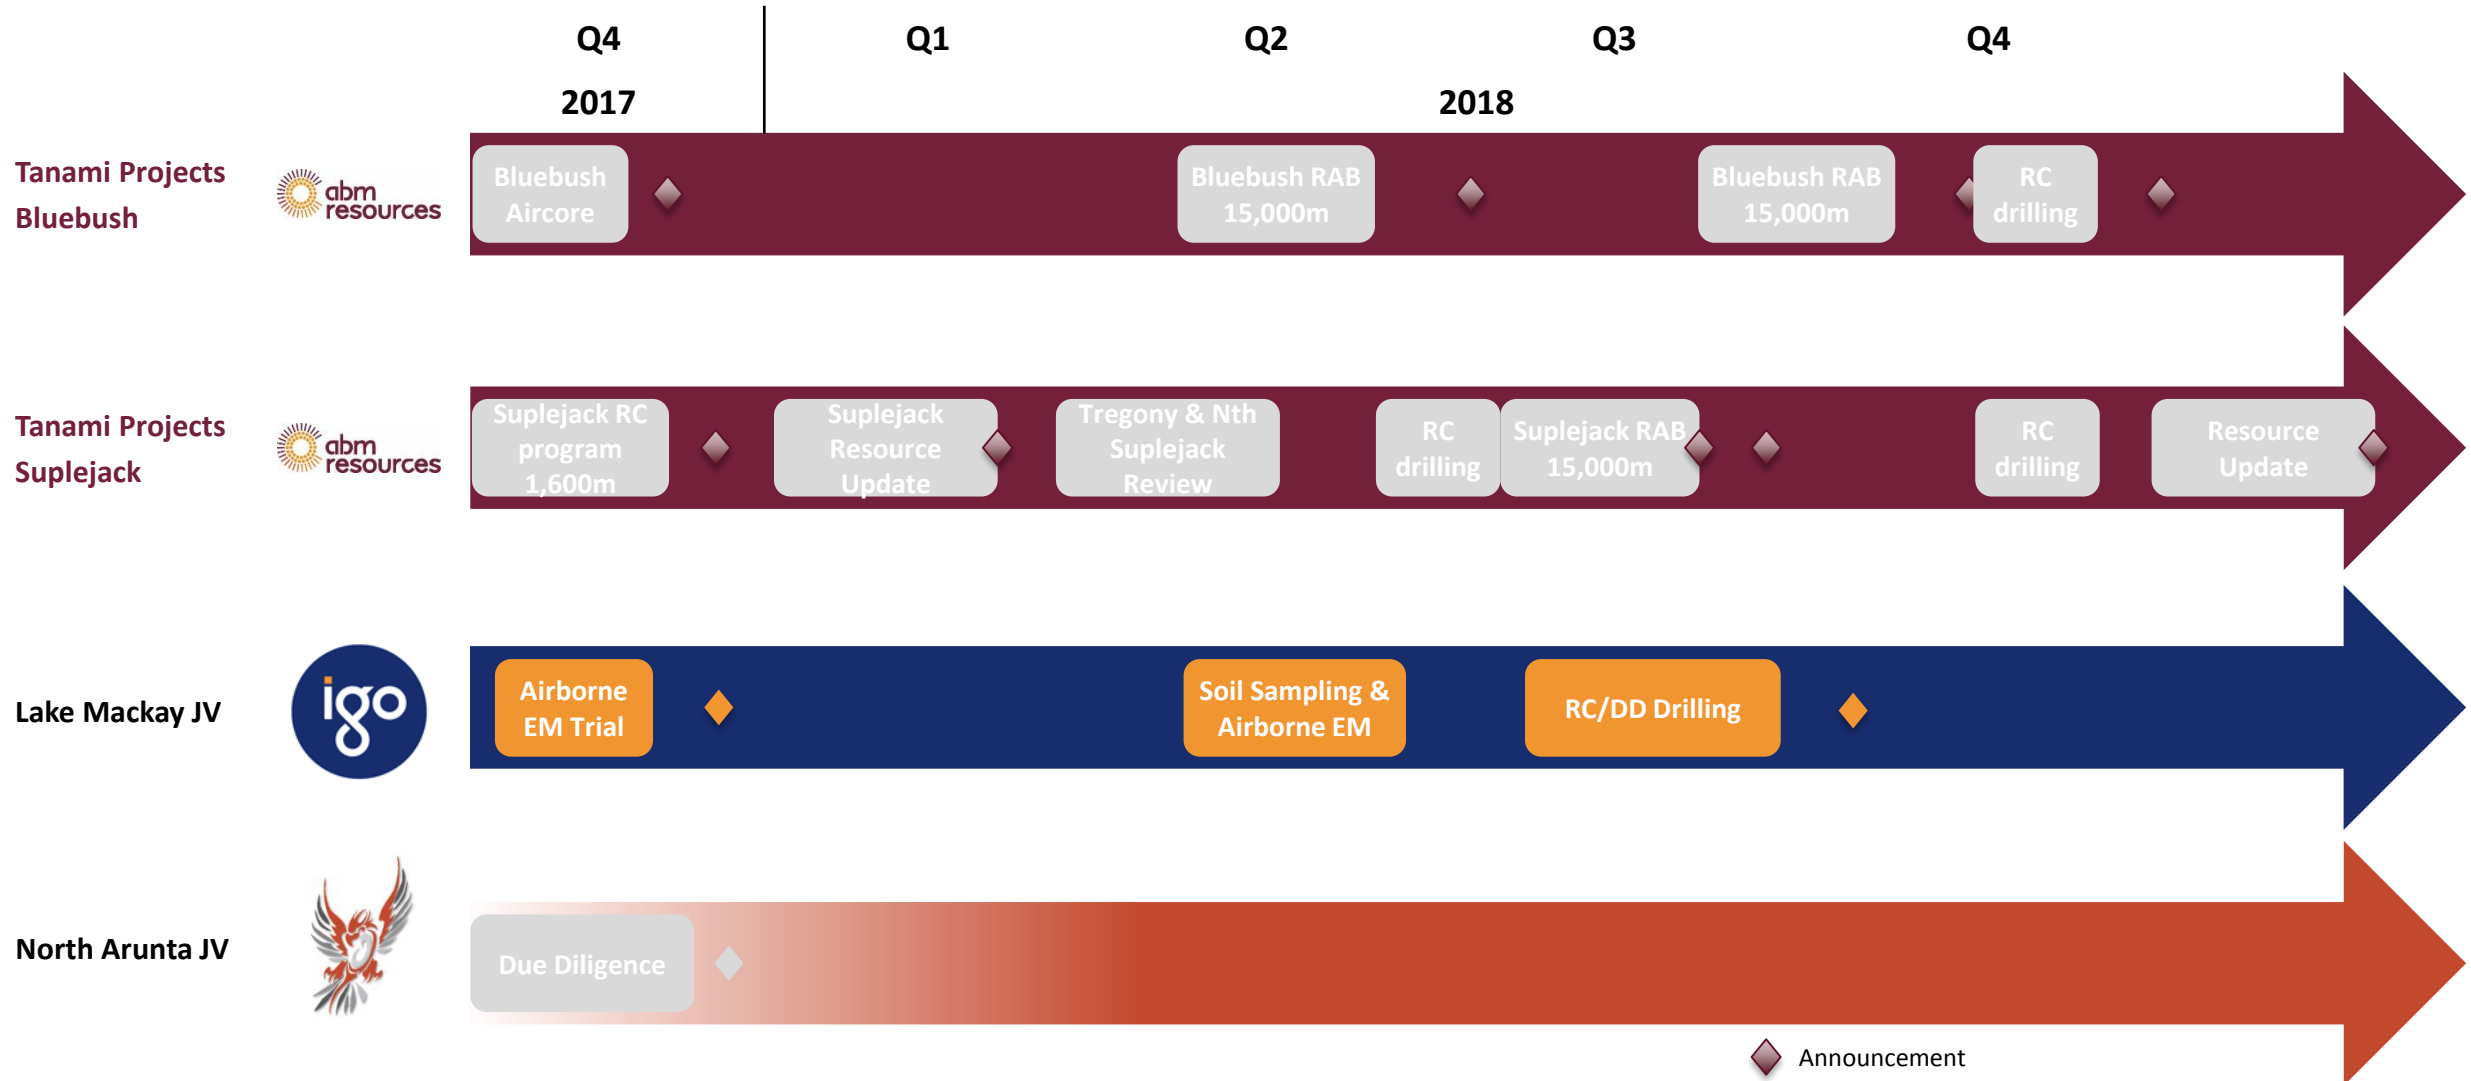 Q4
Q1
Q2
Q3
Q4
2017
2018
Tanami Projects
Bluebush
abm
resources
Bluebush
Aircore
Bluebush RAB
15,000m
Bluebush RAB
15,000m
RC
drilling
Tanami Projects
Suplejack
abm
resources
Suplejack RC
program
1,600m
Suplejack
Resource
Update
Tregony & Nth
Suplejack
Review
RC
drilling
Suplejack RAB
15,000m
RC
drilling
Resource
Update
Lake Mackay JV
igo
Airborne
EM Trial
Soil Sampling &
Airborne EM
RC/DD Drilling
North Arunta JV
Due Diligence
Announcement